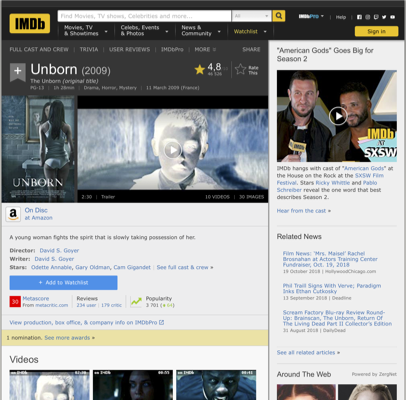 IMDb
Find Movies, TV shows, Celebrities and more...
All
Movies, TV
& Showtimes
Celebs, Events
& Photos
News &
Community
Watchlist
IMDbPro
Help
Sign in
FULL CAST AND CREW | TRIVIA | USER REVIEWS | IMDbPro | MORE
SHARE
Unborn (2009)
The Unborn (original title)
PG-13 | 1h 28min | Drama, Horror, Mystery | 11 March 2009 (France)
4,8
Rate
This
UNBORN
2:30 | Trailer
10 VIDEOS | 30 IMAGES
a
On Disc
at Amazon
A young woman fights the spirit that is slowly taking possession of her.
Director: David S. Goyer
Writer: David S. Goyer
Stars: Odette Annable, Gary Oldman, Cam Gigandet | See full cast & crew »
+ Add to Watchlist
30
Metascore
From metacritic.com
Reviews
234 user | 179 critic
Popularity
View production, box office, & company info on IMDbPro
1 nomination. See more awards »
Videos
"American Gods" Goes Big for
Season 2
IMDb
at
SXSW
IMDb hangs with cast of "American Gods" at
the House on the Rock at the SXSW Film
Festival. Stars Ricky Whittle and Pablo
Schreiber reveal the one word that best
describes Season 2.
Hear from the cast »
Related News
Film News: 'Mrs. Maisel' Rachel
Brosnahan at Actors Training Center
Fundraiser, Oct. 19, 2018
19 October 2018 | HollywoodChicago.com
Phil Traill Signs With Verve; Paradigm
Inks Ethan Cutkosky
13 September 2018 | Deadline
Scream Factory Blu-ray Review Round-
Up: Brainscan, The Unborn, Return Of
The Living Dead Part II Collector's Edition
31 August 2018 | DailyDead
See all related articles »
Around The Web
Powered by ZergNet